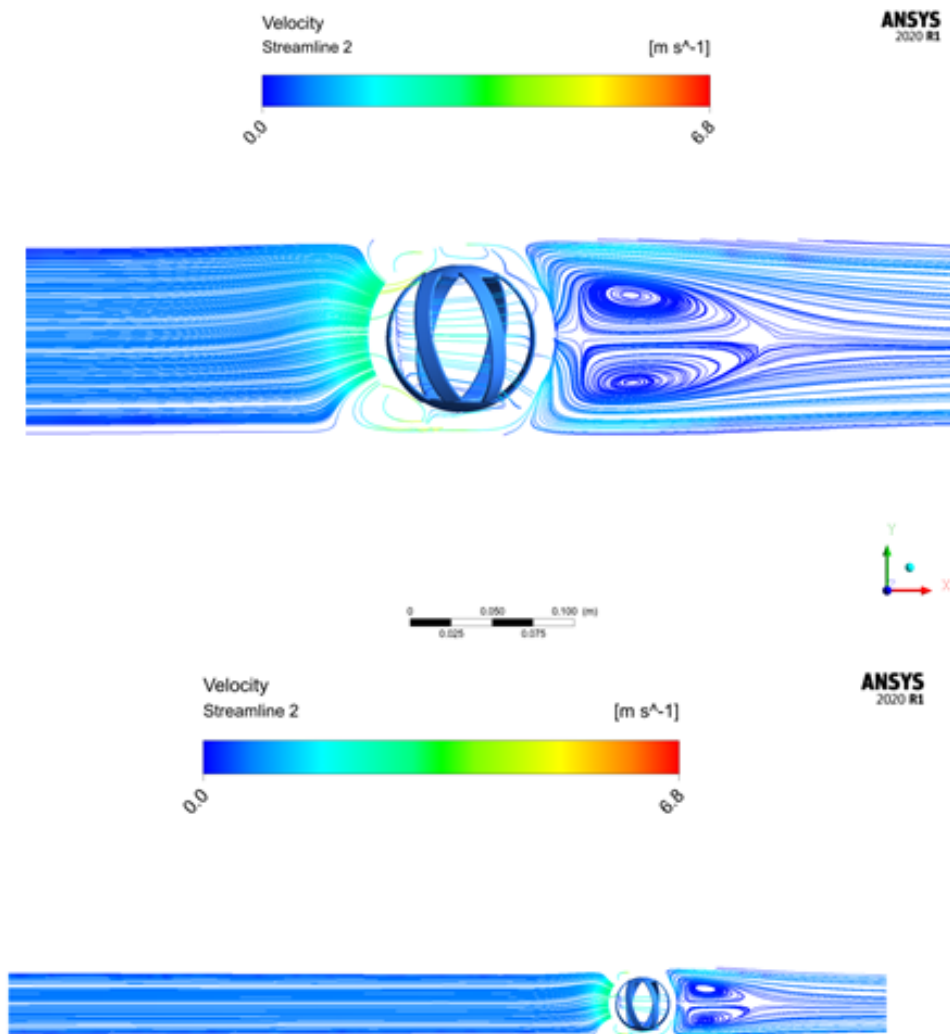 Velocity
Streamline 2 [m s^-1]
ANSYS
2020 R1
0.0 6.8
Y
X
0 0.050 0.100 (m)
0.025 0.075
Velocity
Streamline 2 [m s^-1]
ANSYS
2020 R1
0.0 6.8